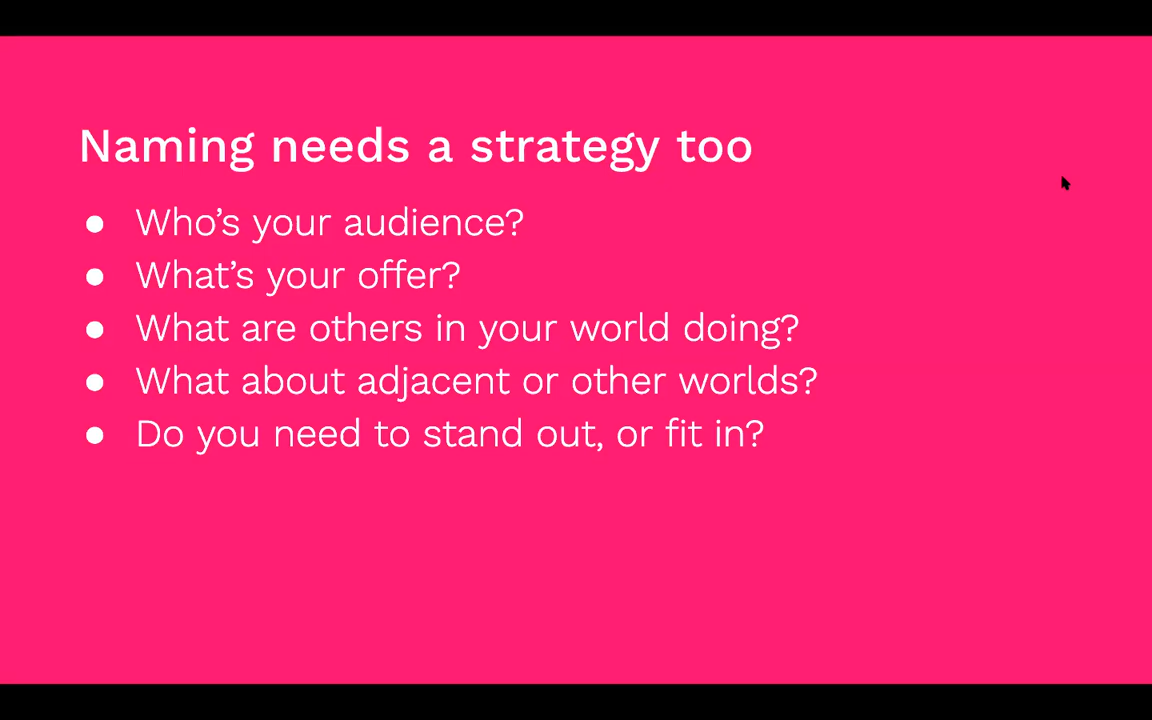 Naming needs a strategy too
● Who’s your audience?
● What’s your offer?
● What are others in your world doing?
● What about adjacent or other worlds?
● Do you need to stand out, or fit in?